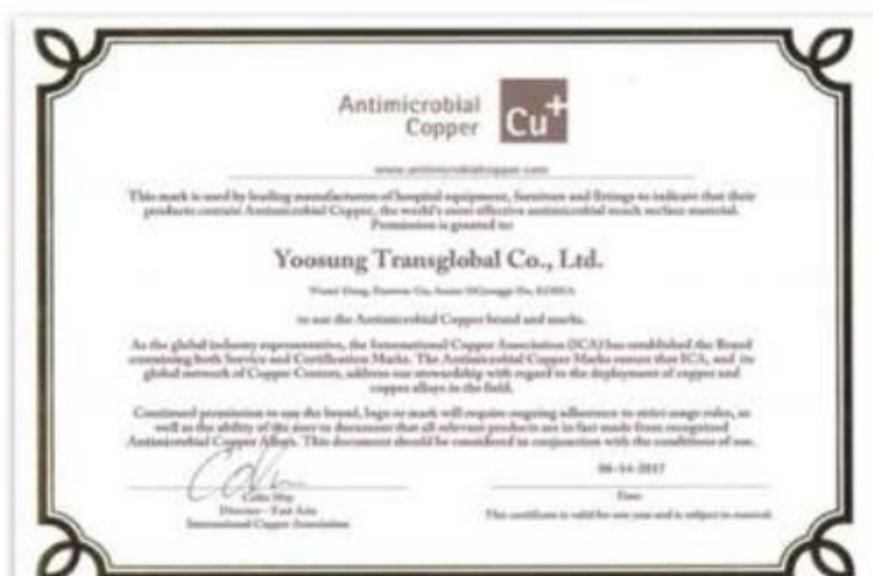 Antimicrobial
Copper
Cu+
www.antimicrobialcopper.com
This mark is used by leading manufacturers of hospital equipment, furniture and fittings to indicate that their
products contain Antimicrobial Copper, the world's most effective antimicrobial touch surface material.
Permission is granted to:
Yoosung Transglobal Co., Ltd.
KOREA
to use the Antimicrobial Copper brand and marks.
As the global industry representative, the International Copper Association (ICA) has established the Brand
containing both Service and Certification Marks. The Antimicrobial Copper Marks ensure that ICA, and its
global network of Copper Centers, address our stewardship with regard to the deployment of copper and
copper alloys in the field.
Continued permission to use the brand, logo or mark will require ongoing adherence to strict usage rules, as
well as the ability of the user to document that all relevant products are in fact made from recognized
Antimicrobial Copper Alloys. This document should be considered in conjunction with the conditions of use.
06-14-2017
Director - East Asia
Date
International Copper Association
This certificate is valid for one year and is subject to renewal.